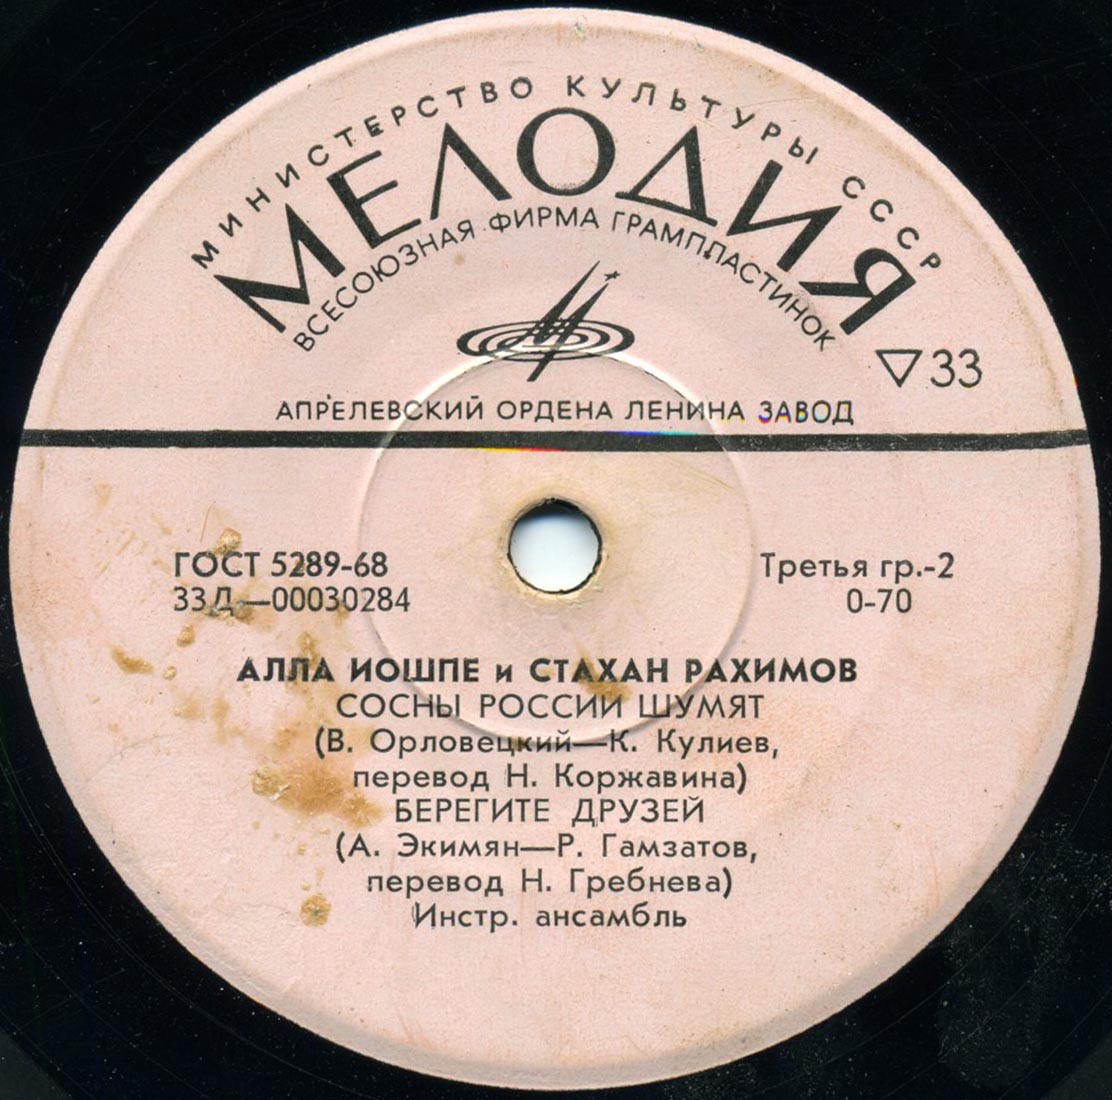 МИНИСТЕРСТВО КУЛЬТУРЫ СССР
МЕЛОДИЯ
ВСЕСОЮЗНАЯ ФИРМА ГРАМПЛАСТИНОК
▽33
АПРЕЛЕВСКИЙ ОРДЕНА ЛЕНИНА ЗАВОД
ГОСТ 5289-68 Третья гр.-2
33Д—00030284 0-70
АЛЛА ИОШПЕ и СТАХАН РАХИМОВ
СОСНЫ РОССИИ ШУМЯТ
(В. Орловецкий—К. Кулиев,
перевод Н. Коржавина)
БЕРЕГИТЕ ДРУЗЕЙ
(А. Экимян—Р. Гамзатов,
перевод Н. Гребнева)
Инстр. ансамбль